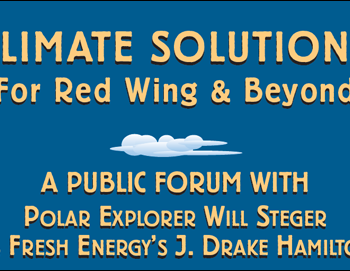 LIMATE SOLUTION
For Red Wing & Beyond
A PUBLIC FORUM WITH
POLAR EXPLORER WILL STEGER
FRESH ENERGY'S J. DRAKE HAMILTO